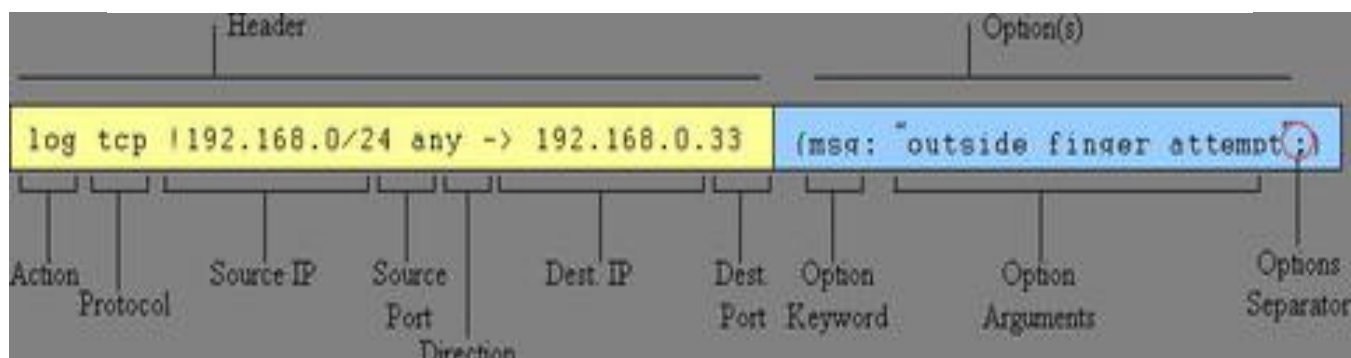 Header Option(s)
log tcp !192.168.0/24 any -> 192.168.0.33 (msg: "outside finger attempt";)
Action Source IP Source Dest. IP Dest Option Option Options
Protocol Port Port Keyword Arguments Separator
Direction